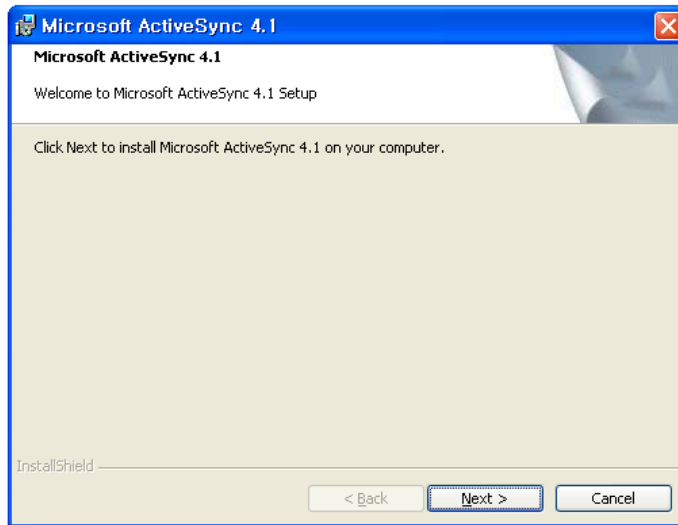 Microsoft ActiveSync 4.1
Microsoft ActiveSync 4.1
Welcome to Microsoft ActiveSync 4.1 Setup
Click Next to install Microsoft ActiveSync 4.1 on your computer.
InstallShield
< Back
Next >
Cancel